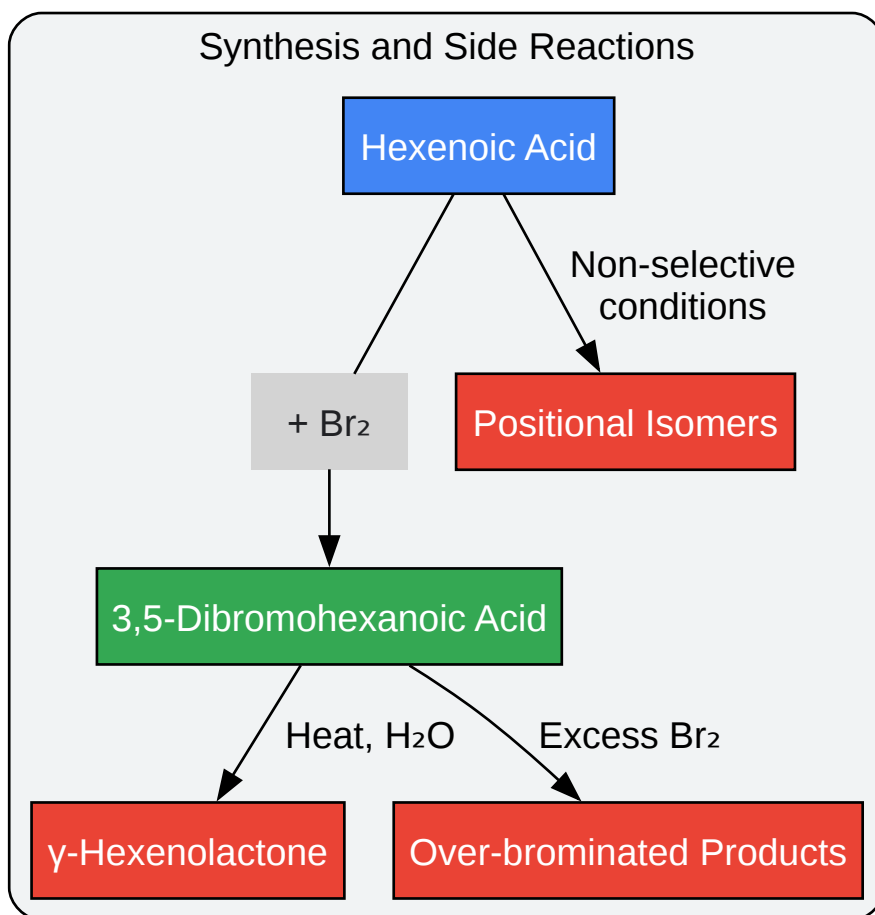 Synthesis and Side Reactions
Hexenoic Acid
Non-selective
conditions
+ Br₂
Positional Isomers
3,5-Dibromohexanoic Acid
Heat, H₂O
Excess Br₂
γ-Hexenolactone
Over-brominated Products